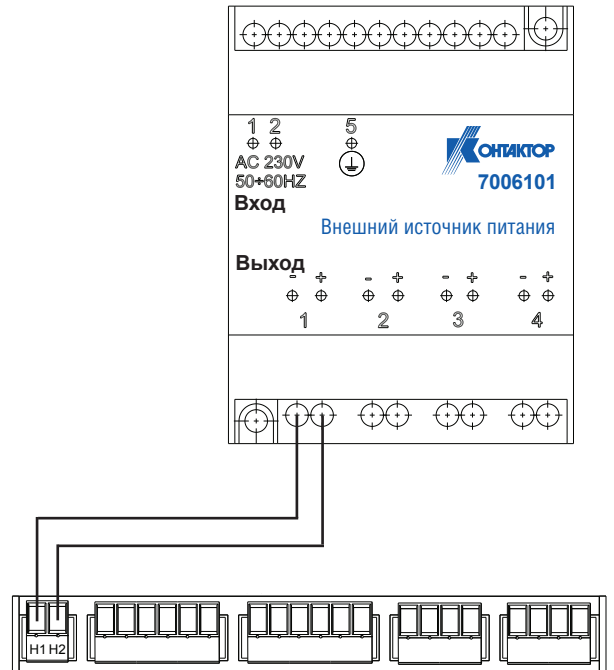 1 2 5
AC 230V
50÷60HZ
Вход
КОНТАКТОР
7006101
Внешний источник питания
Выход
- + - + - + - +
1 2 3 4
H1 H2